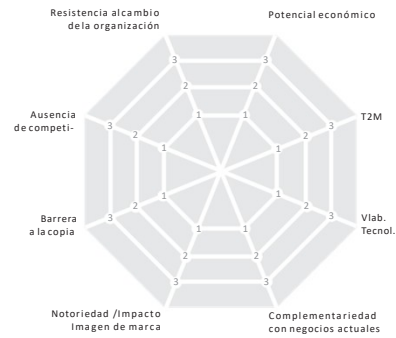 Resistencia al cambio
de la organización
Potencial económico
3 3
2 2
Ausencia
de competi-
1 1
T2M
3 2 1 1 2 3
3 2 1 1 2 3
Barrera
a la copia
Vlab.
Tecnol.
1 1
2 2
3 3
Notoriedad /Impacto
Imagen de marca
Complementariedad
con negocios actuales